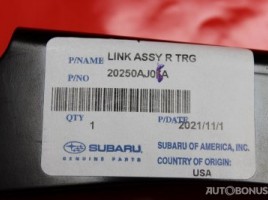 P/NAME LINK ASSY R TRG
P/NO
QTY 1 P/DATE 2021/11/1
SUBARU SUBARU OF AMERICA, INC.
GENUINE PARTS COUNTRY OF ORIGIN:
USA
AUTOBONUS